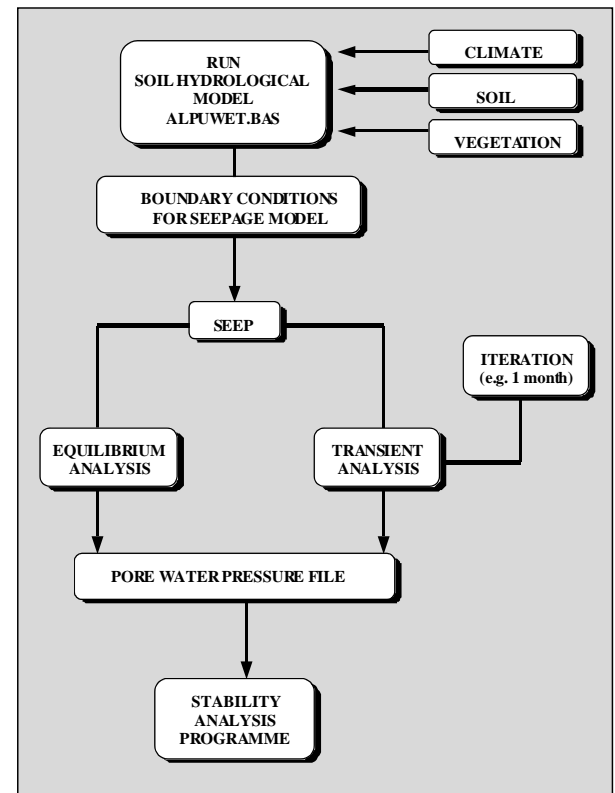 RUN
SOIL HYDROLOGICAL
MODEL
ALPUWET.BAS
CLIMATE
SOIL
VEGETATION
BOUNDARY CONDITIONS
FOR SEEPAGE MODEL
SEEP
ITERATION
(e.g. 1 month)
EQUILIBRIUM
ANALYSIS
TRANSIENT
ANALYSIS
PORE WATER PRESSURE FILE
STABILITY
ANALYSIS
PROGRAMME